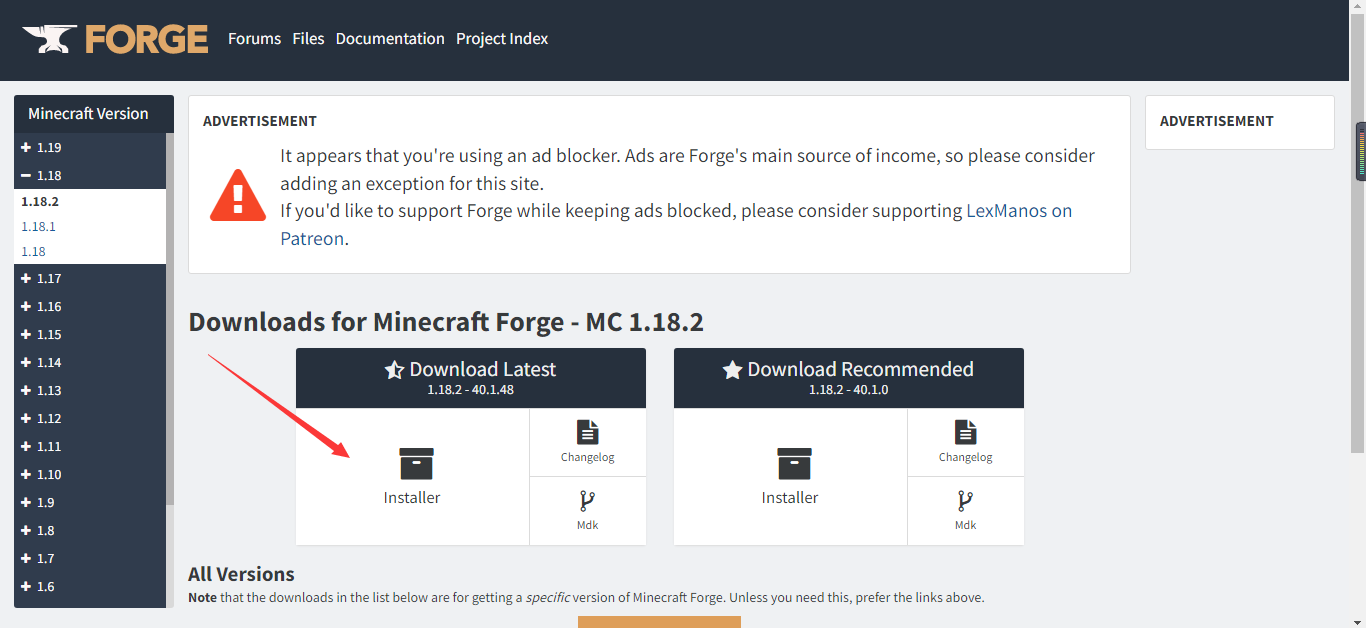 FORGE
Forums Files Documentation Project Index
Minecraft Version
1.19
1.18
1.18.2
1.18.1
1.18
1.17
1.16
1.15
1.14
1.13
1.12
1.11
1.10
1.9
1.8
1.7
1.6
ADVERTISEMENT
It appears that you're using an ad blocker. Ads are Forge's main source of income, so please consider
adding an exception for this site.
If you'd like to support Forge while keeping ads blocked, please consider supporting LexManos on
Patreon.
ADVERTISEMENT
Downloads for Minecraft Forge - MC 1.18.2
Download Latest
1.18.2 - 40.1.48
Installer
Changelog
Mdk
Download Recommended
1.18.2 - 40.1.0
Installer
Changelog
Mdk
All Versions
Note that the downloads in the list below are for getting a specific version of Minecraft Forge. Unless you need this, prefer the links above.